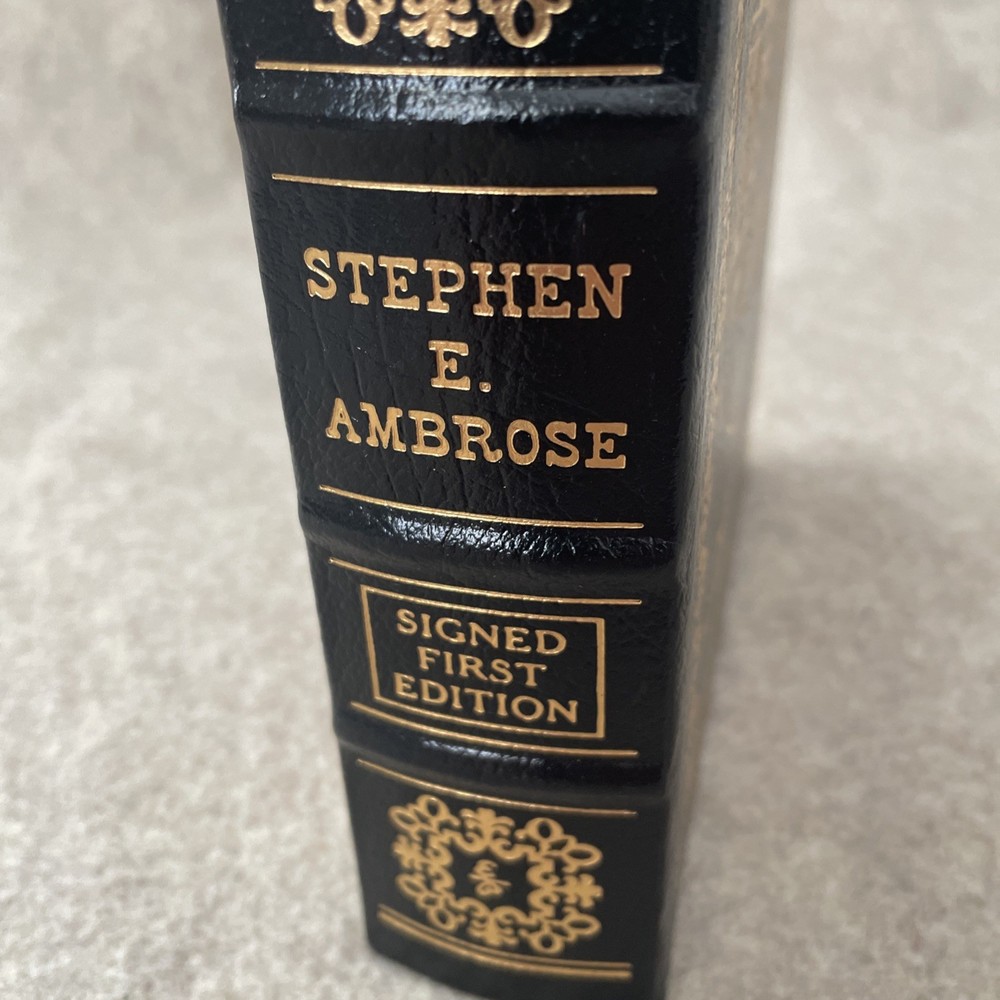 STEPHEN
E.
AMBROSE
SIGNED
FIRST
EDITION